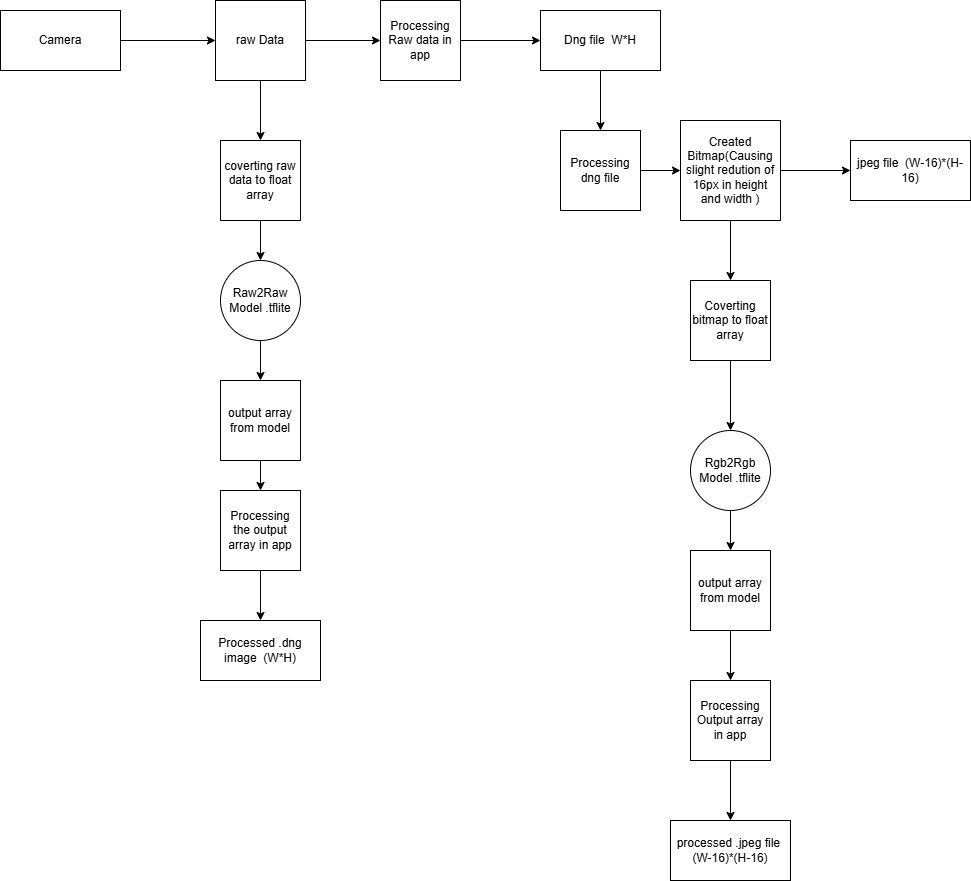 Camera
raw Data
Processing
Raw data in
app
Dng file  W*H
coverting raw
data to float
array
Processing
dng file
Created
Bitmap(Causing
slight redution of
16px in height
and width )
jpeg file  (W-16)*(H-
16)
Raw2Raw
Model .tflite
Coverting
bitmap to float
array
output array
from model
Rgb2Rgb
Model .tflite
Processing
the output
array in app
output array
from model
Processed .dng
image  (W*H)
Processing
Output array
in app
processed .jpeg file
(W-16)*(H-16)